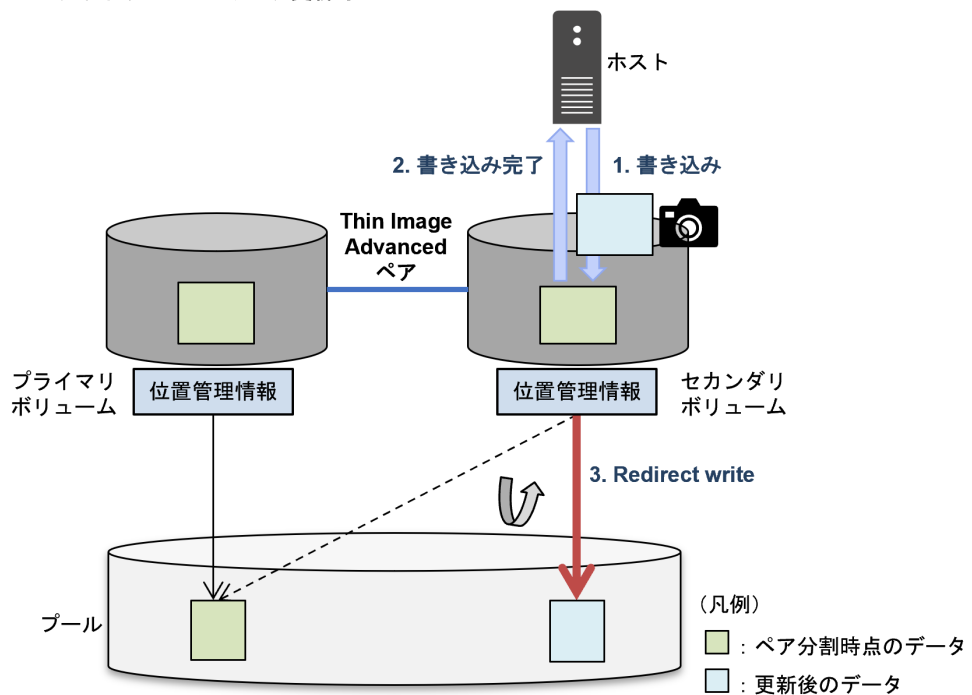 ホスト
2. 書き込み完了
1. 書き込み
Thin Image
Advanced
ペア
プライマリ
ボリューム
位置管理情報
位置管理情報
セカンダリ
ボリューム
3. Redirect write
プール
（凡例）
：ペア分割時点のデータ
：更新後のデータ